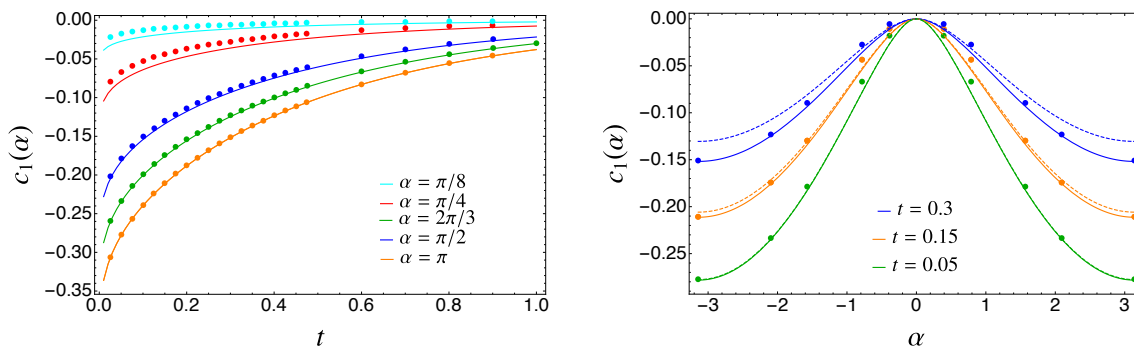 0.00
-0.05
-0.10
-0.15
-0.20
-0.25
-0.30
-0.35
c₁(α)
α = π/8
α = π/4
α = 2π/3
α = π/2
α = π
0.0 0.2 0.4 0.6 0.8 1.0
t
0.00
-0.05
-0.10
-0.15
-0.20
-0.25
c₁(α)
t = 0.3
t = 0.15
t = 0.05
-3 -2 -1 0 1 2 3
α